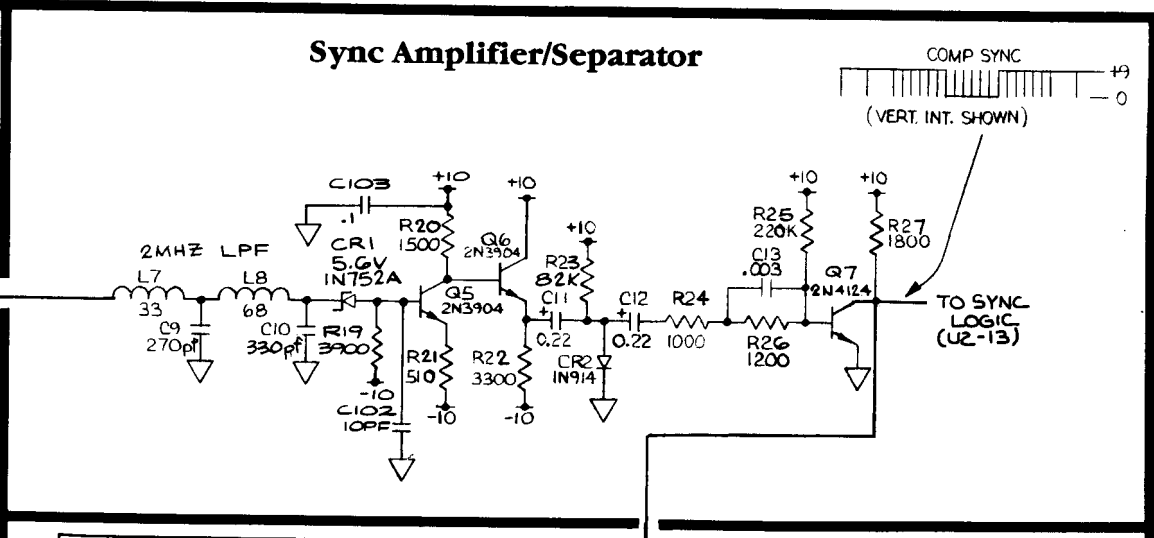 Sync Amplifier/Separator
COMP SYNC
+9
0
(VERT. INT. SHOWN)
C103
.1
+10
+10
+10
+10
+10
R20
1500
Q6
2N3904
R23
82K
R25
220K
R27
1800
2MHZ LPF
CR1
5.6V
1N752A
C13
.003
Q7
2N4124
L7
33
L8
68
Q5
2N3904
C11
+
0.22
C12
+
0.22
R24
1000
R26
1200
TO SYNC
LOGIC
(U2-13)
C9
270pf
C10
330pf
R19
3900
R21
510
R22
3300
CR2
1N914
-10
-10
-10
C102
10PF